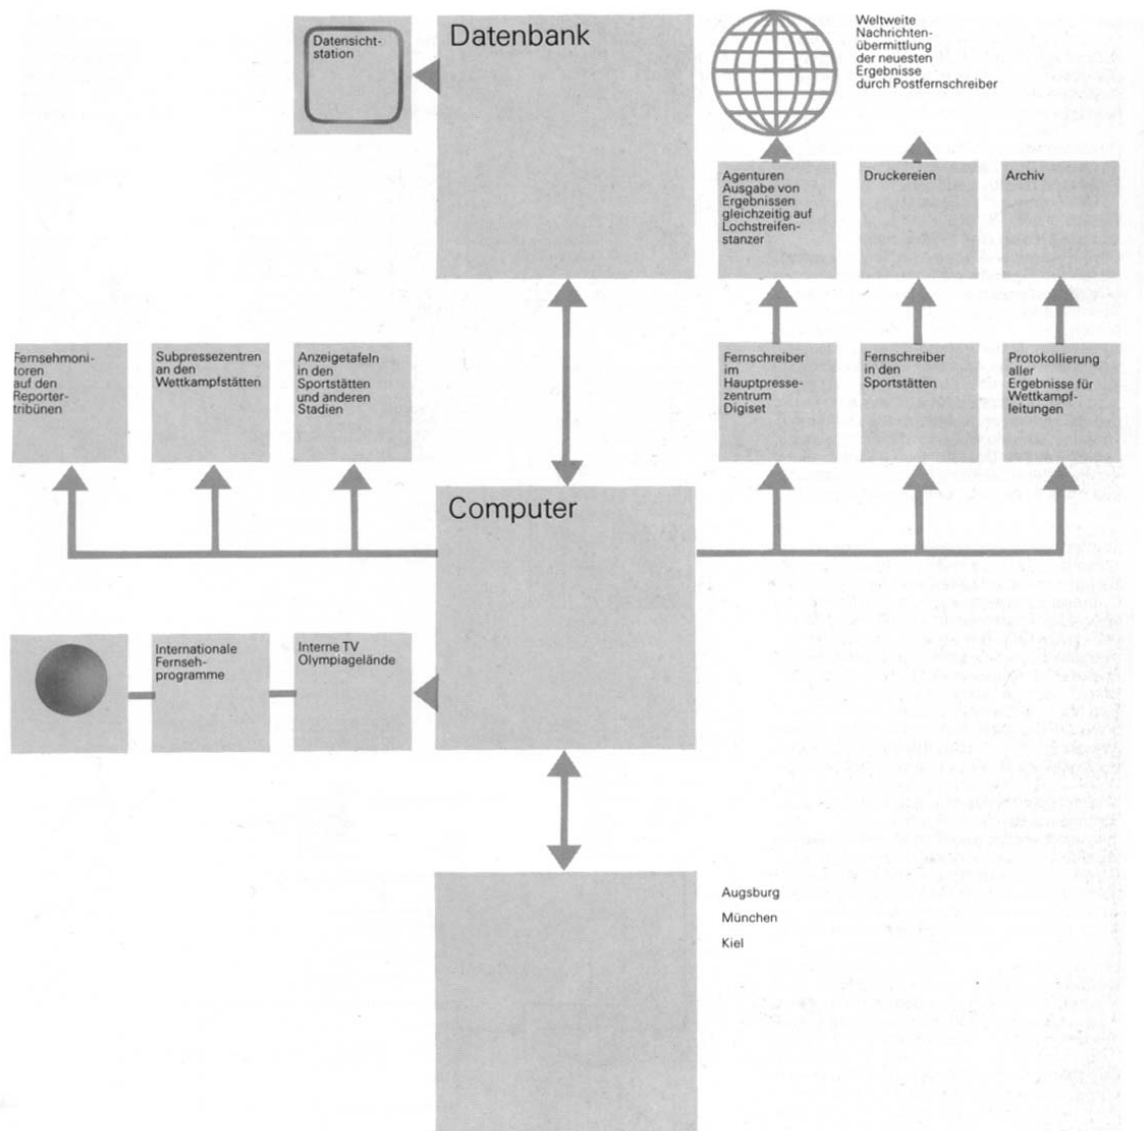 Datensicht-
station
Datenbank
Weltweite
Nachrichten-
übermittlung
der neuesten
Ergebnisse
durch Postfernschreiber
Agenturen
Ausgabe von
Ergebnissen
gleichzeitig auf
Lochstreifen-
stanzer
Druckereien
Archiv
Fernsehmoni-
toren
auf den
Reporter-
tribünen
Subpressezentren
an den
Wettkampfstätten
Anzeigetafeln
in den
Sportstätten
und anderen
Stadien
Fernschreiber
im
Hauptpresse-
zentrum
Digiset
Fernschreiber
in den
Sportstätten
Protokollierung
aller
Ergebnisse für
Wettkampf-
leitungen
Computer
Internationale
Fernseh-
programme
Interne TV
Olympiagelände
Augsburg
München
Kiel